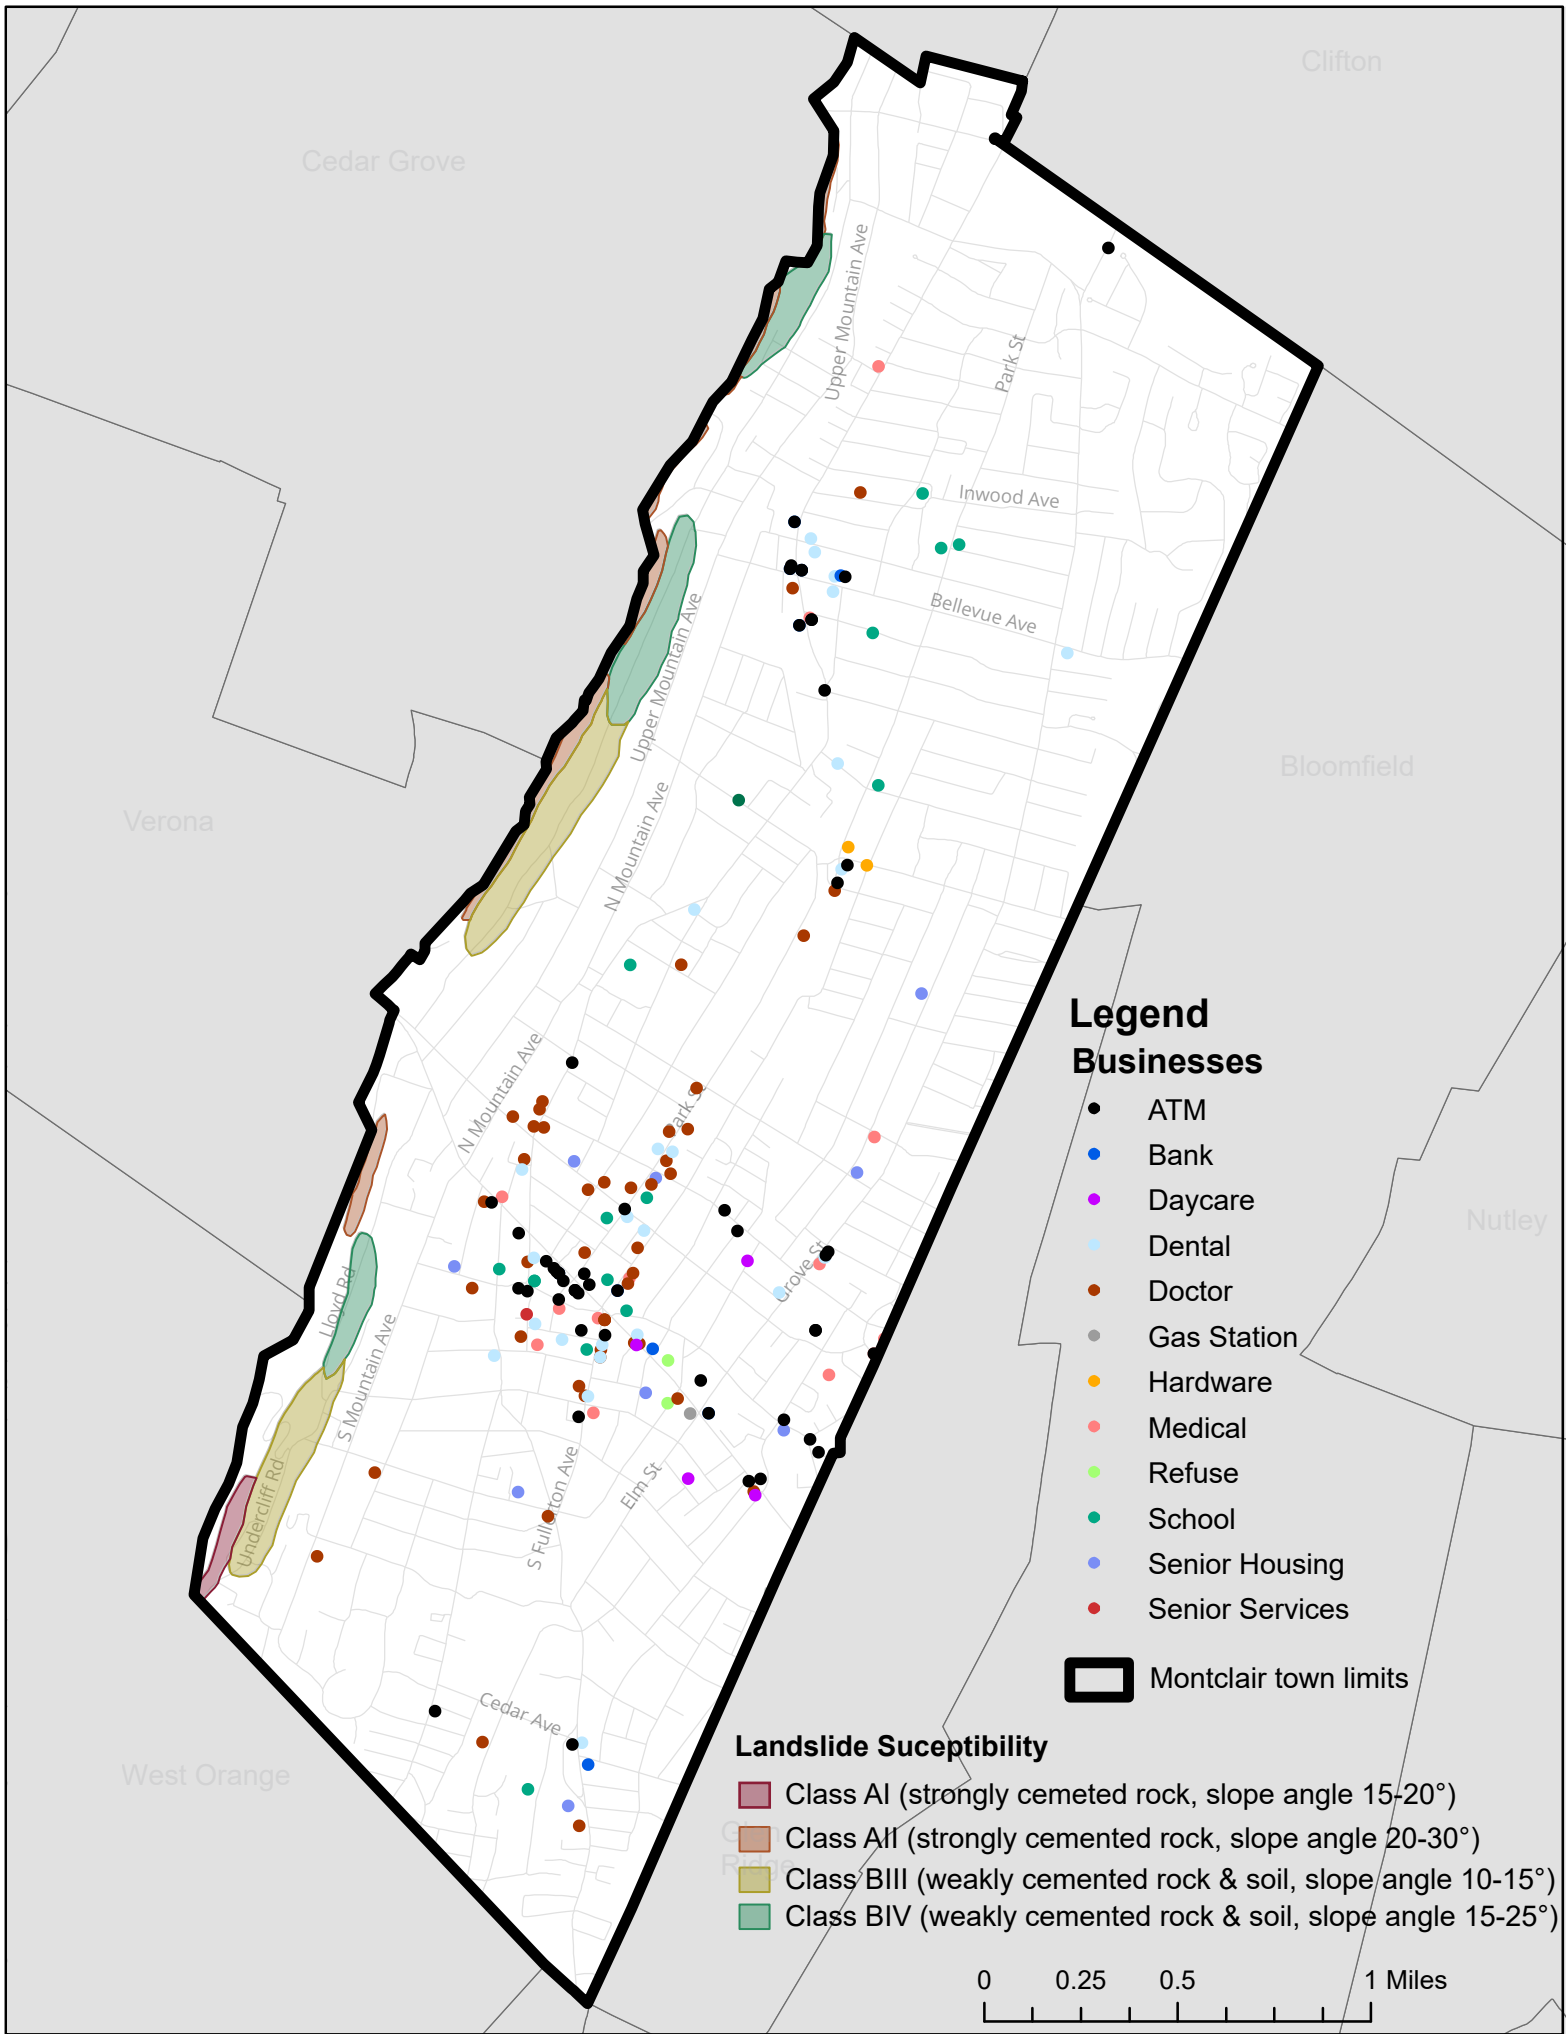 Clifton
Cedar Grove
Upper Mountain Ave
Park St
Inwood Ave
Bellevue Ave
Upper Mountain Ave
Bloomfield
Verona
N Mountain Ave
Legend
Businesses
N Mountain Ave
Park St
ATM
Bank
Daycare
Nutley
Dental
Grove St
Doctor
Lloyd Rd
S Mountain Ave
Gas Station
Hardware
Medical
Refuse
Undercliff Rd
S Fullerton Ave
Elm St
School
Senior Housing
Senior Services
Montclair town limits
Cedar Ave
Landslide Suceptibility
West Orange
Class AI (strongly cemeted rock, slope angle 15-20°)
Glen
Class AII (strongly cemented rock, slope angle 20-30°)
Ridge
Class BIII (weakly cemented rock & soil, slope angle 10-15°)
Class BIV (weakly cemented rock & soil, slope angle 15-25°)
0 0.25 0.5 1 Miles